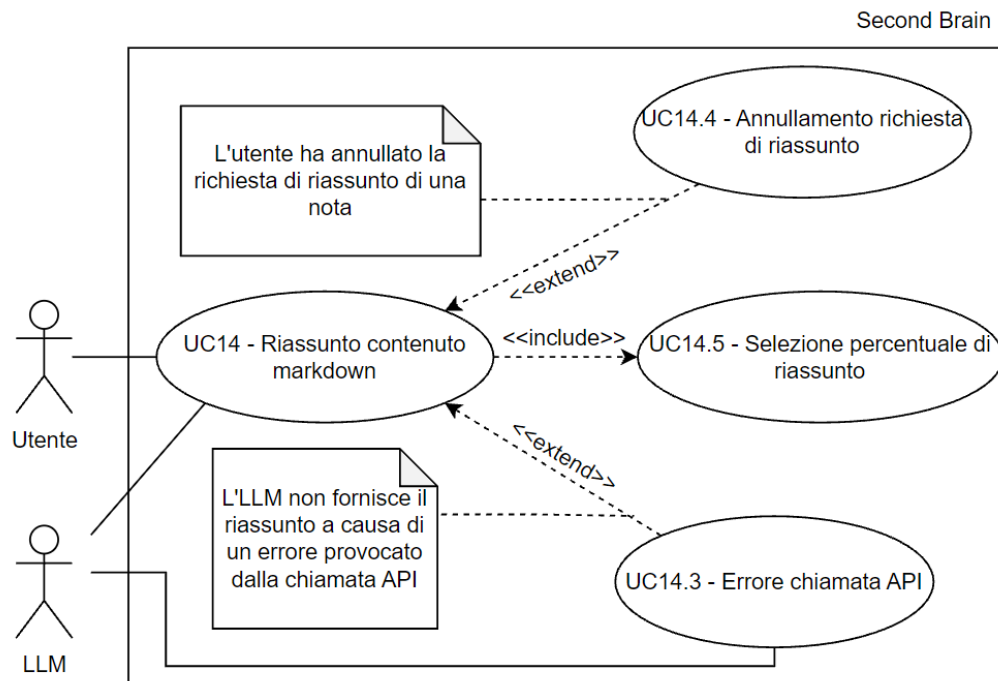 Second Brain
UC14.4 - Annullamento richiesta
di riassunto
L'utente ha annullato la
richiesta di riassunto di una
nota
<<extend>>
UC14 - Riassunto contenuto
markdown
<<include>>
UC14.5 - Selezione percentuale di
riassunto
Utente
<<extend>>
L'LLM non fornisce il
riassunto a causa di
un errore provocato
dalla chiamata API
UC14.3 - Errore chiamata API
LLM